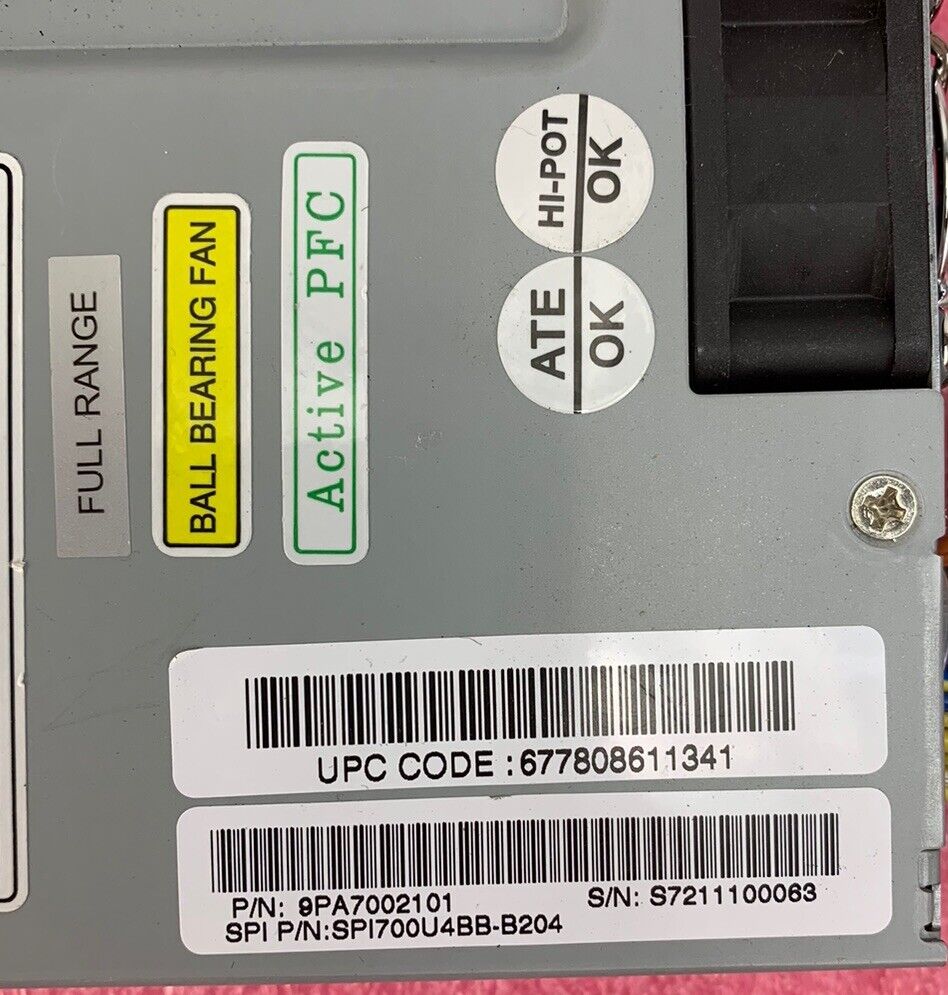 FULL RANGE
BALL BEARING FAN
Active PFC
HI-POT
OK
ATE
OK
UPC CODE :677808611341
P/N: 9PA7002101 S/N: S7211100063
SPI P/N:SPI700U4BB-B204